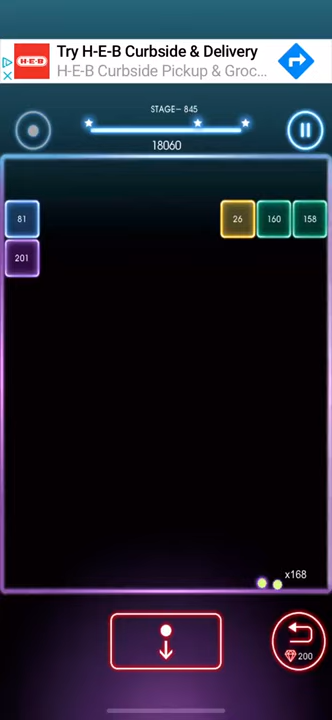 H-E-B
Try H-E-B Curbside & Delivery
H-E-B Curbside Pickup & Groc...
STAGE- 845
18060
81
26
160
158
201
x168
200